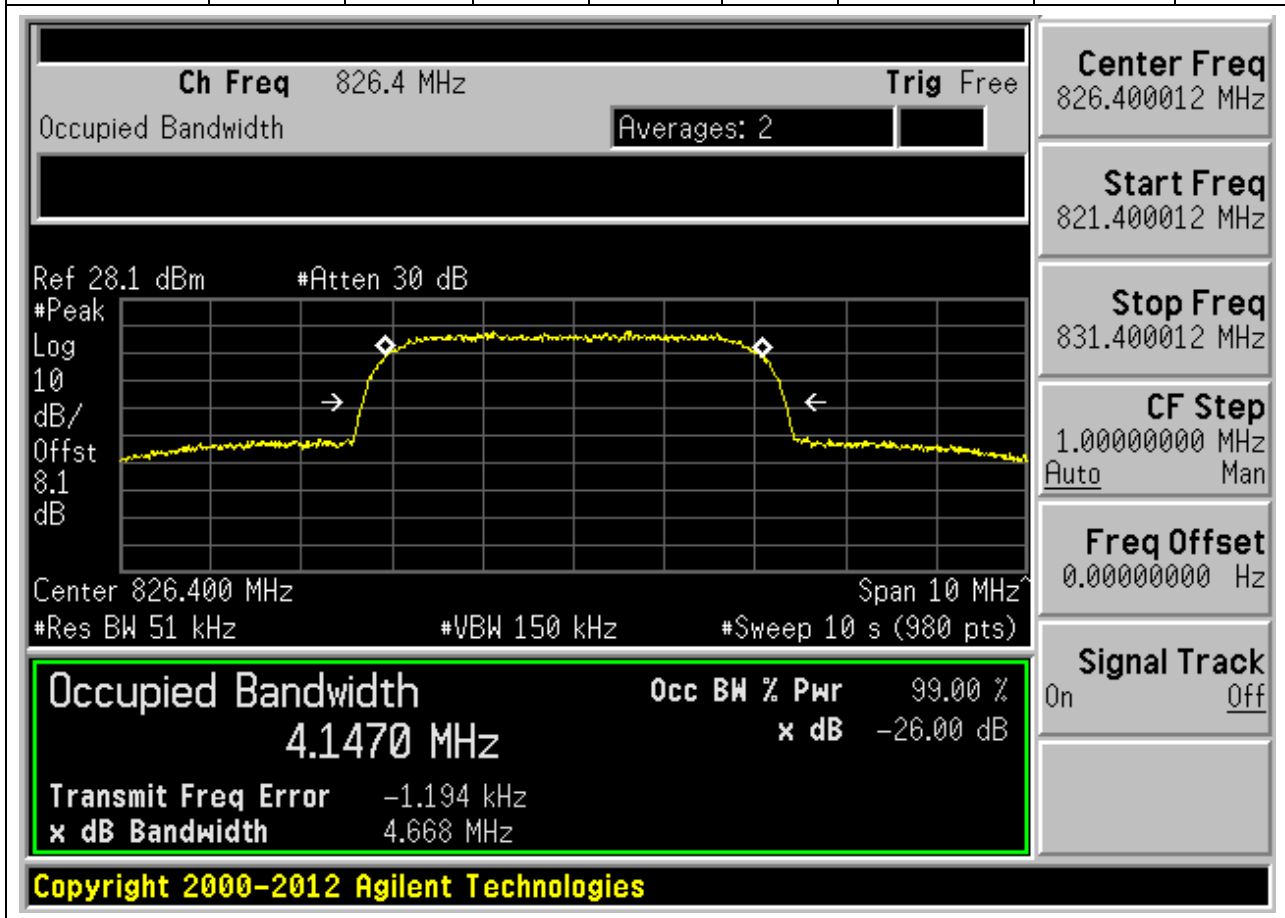 Ch Freq 826.4 MHz Trig Free
Occupied Bandwidth Averages: 2
Ref 28.1 dBm #Atten 30 dB
#Peak
Log
10
dB/
Offst
8.1
dB
Center 826.400 MHz Span 10 MHz^
#Res BW 51 kHz #VBW 150 kHz #Sweep 10 s (980 pts)
Occupied Bandwidth Occ BW % Pwr 99.00 %
4.1470 MHz x dB -26.00 dB
Transmit Freq Error -1.194 kHz
x dB Bandwidth 4.668 MHz
Copyright 2000-2012 Agilent Technologies
Center Freq
826.400012 MHz
Start Freq
821.400012 MHz
Stop Freq
831.400012 MHz
CF Step
1.00000000 MHz
Auto Man
Freq Offset
0.00000000 Hz
Signal Track
On Off